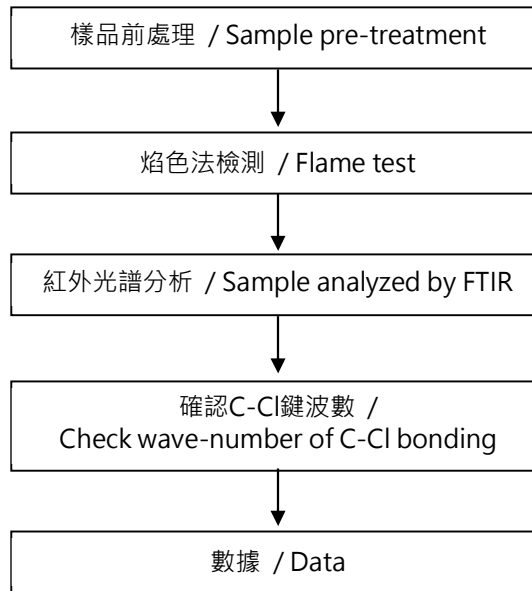 樣品前處理 / Sample pre-treatment
焰色法檢測 / Flame test
紅外光譜分析 / Sample analyzed by FTIR
確認C-Cl鍵波數 /
Check wave-number of C-Cl bonding
數據 / Data